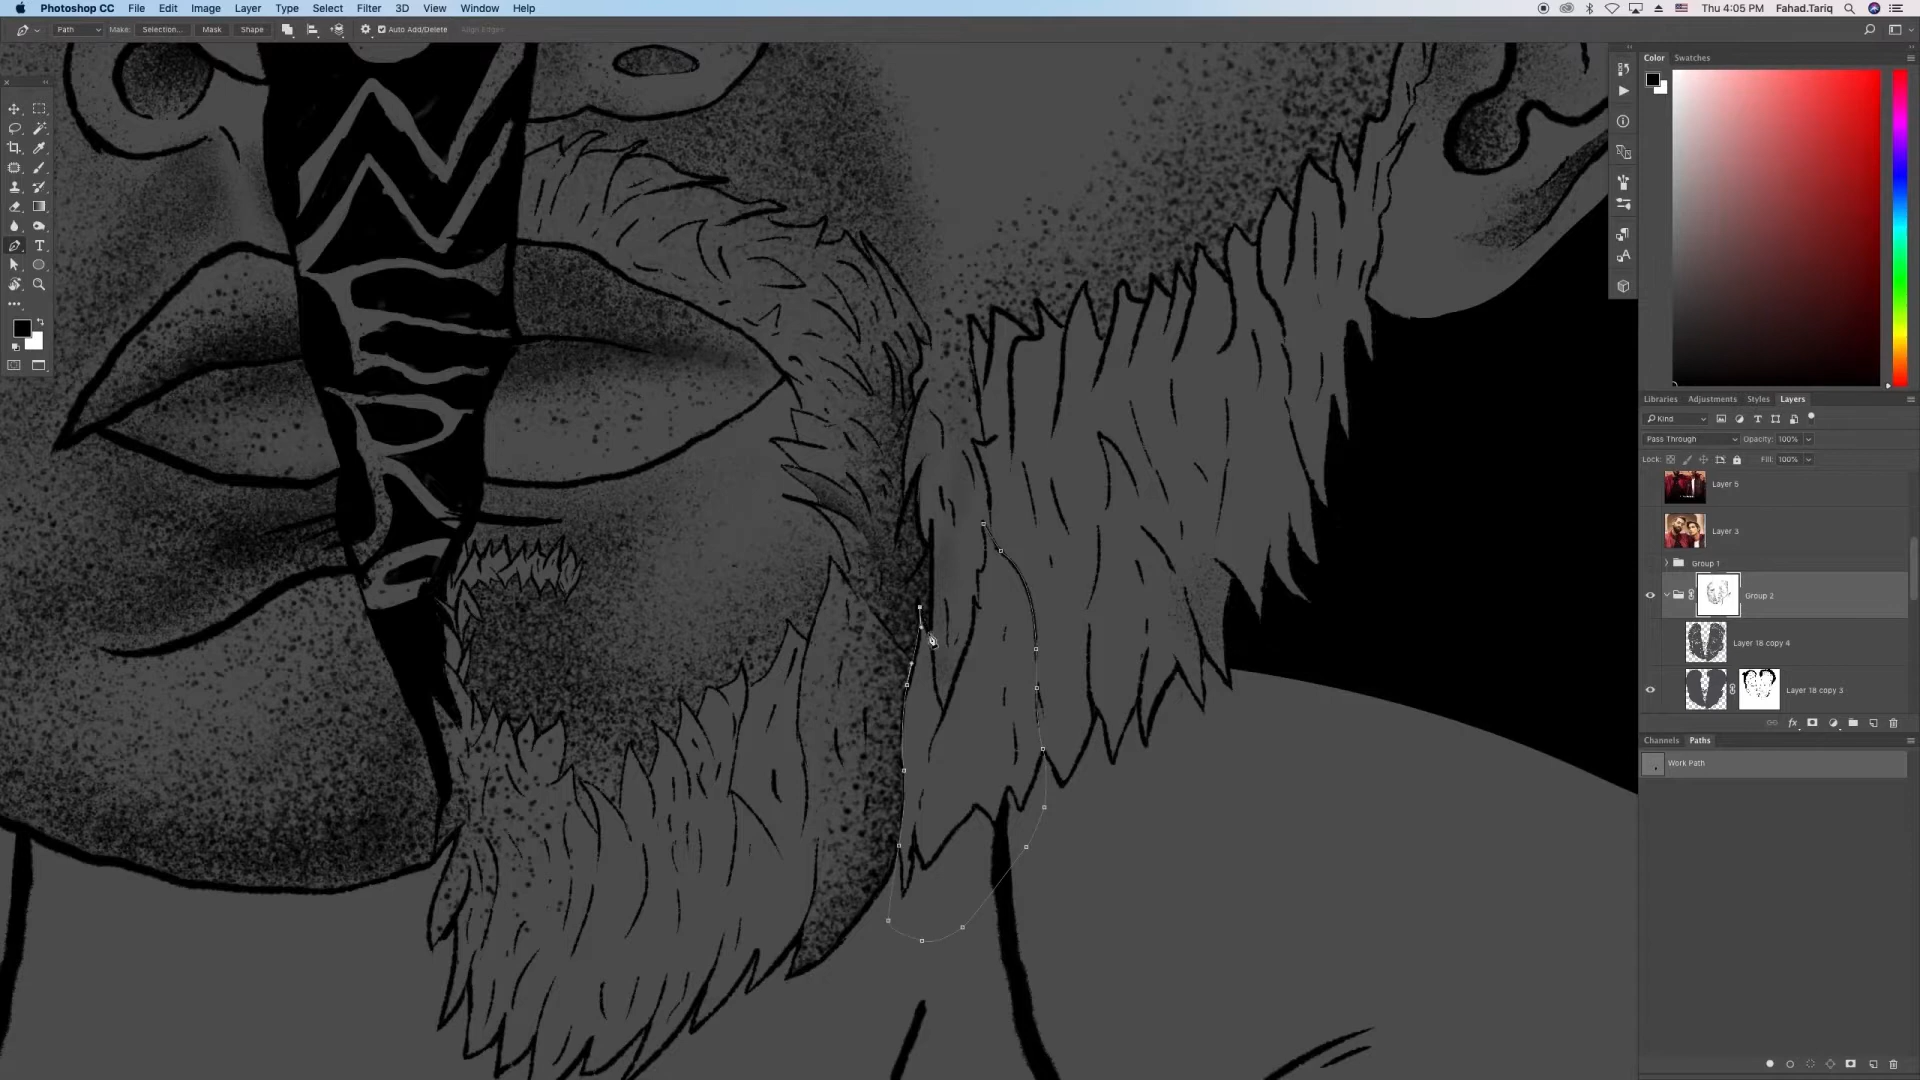 Photoshop CC File Edit Image Layer Type Select Filter 3D View Window Help Thu 4:05 PM Fahad.Tariq
Path Make: Selection... Mask Shape Auto Add/Delete Align Edges
Color Swatches
Libraries Adjustments Styles Layers
Kind
Pass Through Opacity: 100%
Lock: Fill: 100%
Layer 5
Layer 3
Group 1
Group 2
Layer 18 copy 4
Layer 18 copy 3
fx
Channels Paths
Work Path